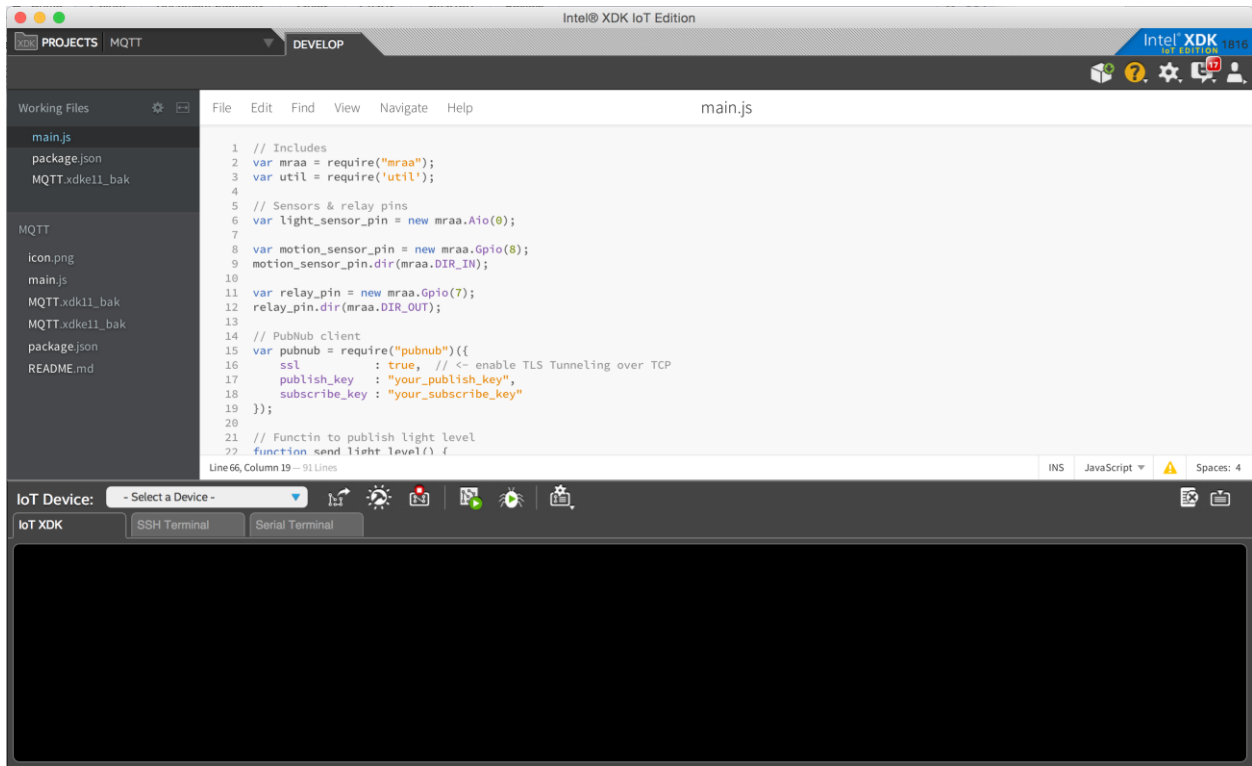 Intel® XDK IoT Edition
XDK PROJECTS MQTT
DEVELOP
Intel® XDK
IoT EDITION 1816
17
Working Files
main.js
package.json
MQTT.xdke11_bak
MQTT
icon.png
main.js
MQTT.xdk11_bak
MQTT.xdke11_bak
package.json
README.md
File Edit Find View Navigate Help
main.js
1 // Includes
2 var mraa = require("mraa");
3 var util = require('util');
4
5 // Sensors & relay pins
6 var light_sensor_pin = new mraa.Aio(0);
7
8 var motion_sensor_pin = new mraa.Gpio(8);
9 motion_sensor_pin.dir(mraa.DIR_IN);
10
11 var relay_pin = new mraa.Gpio(7);
12 relay_pin.dir(mraa.DIR_OUT);
13
14 // PubNub client
15 var pubnub = require("pubnub")({
16     ssl           : true,  // <- enable TLS Tunneling over TCP
17     publish_key   : "your_publish_key",
18     subscribe_key : "your_subscribe_key"
19 });
20
21 // Functin to publish light level
22 function send_light_level() {
Line 66, Column 19 — 91 Lines
INS JavaScript Spaces: 4
IoT Device: - Select a Device -
IoT XDK SSH Terminal Serial Terminal